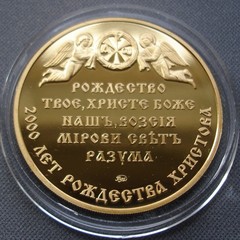 РОЖДЕСТВО
ТВОЕ, ХРИСТЕ БОЖЕ
НАШЪ, ВОЗСІЯ
МІРОВИ СВѢТЪ
РАЗУМА
2000 ЛЕТ РОЖДЕСТВА ХРИСТОВА